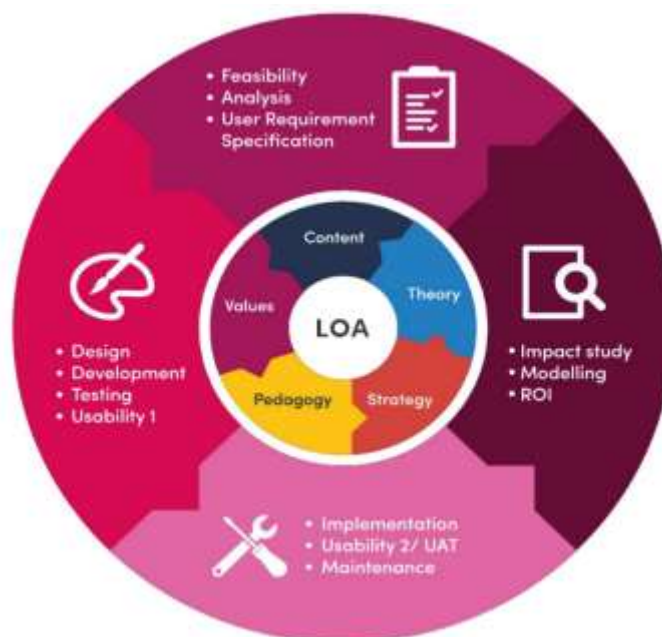 • Feasibility
• Analysis
• User Requirement
Specification
Content
Values
Theory
LOA
Pedagogy
Strategy
• Design
• Development
• Testing
• Usability 1
▪ Impact study
▪ Modelling
▪ ROI
• Implementation
• Usability 2/ UAT
• Maintenance